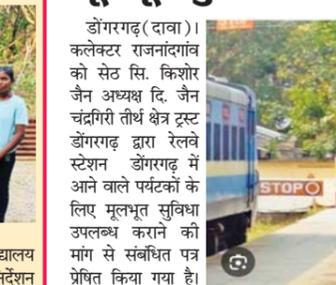 डोंगरगढ़(दावा)।
कलेक्टर राजनांदगांव
को सेठ सि. किशोर
जैन अध्यक्ष दि. जैन
चंद्रगिरी तीर्थ क्षेत्र ट्रस्ट
डोंगरगढ़ द्वारा रेलवे
स्टेशन डोंगरगढ़ में
आने वाले पर्यटकों के
लिए मूलभूत सुविधा
उपलब्ध कराने की
मांग से संबंधित पत्र
प्रेषित किया गया है।
STOP
द्यालय
नर्देशन